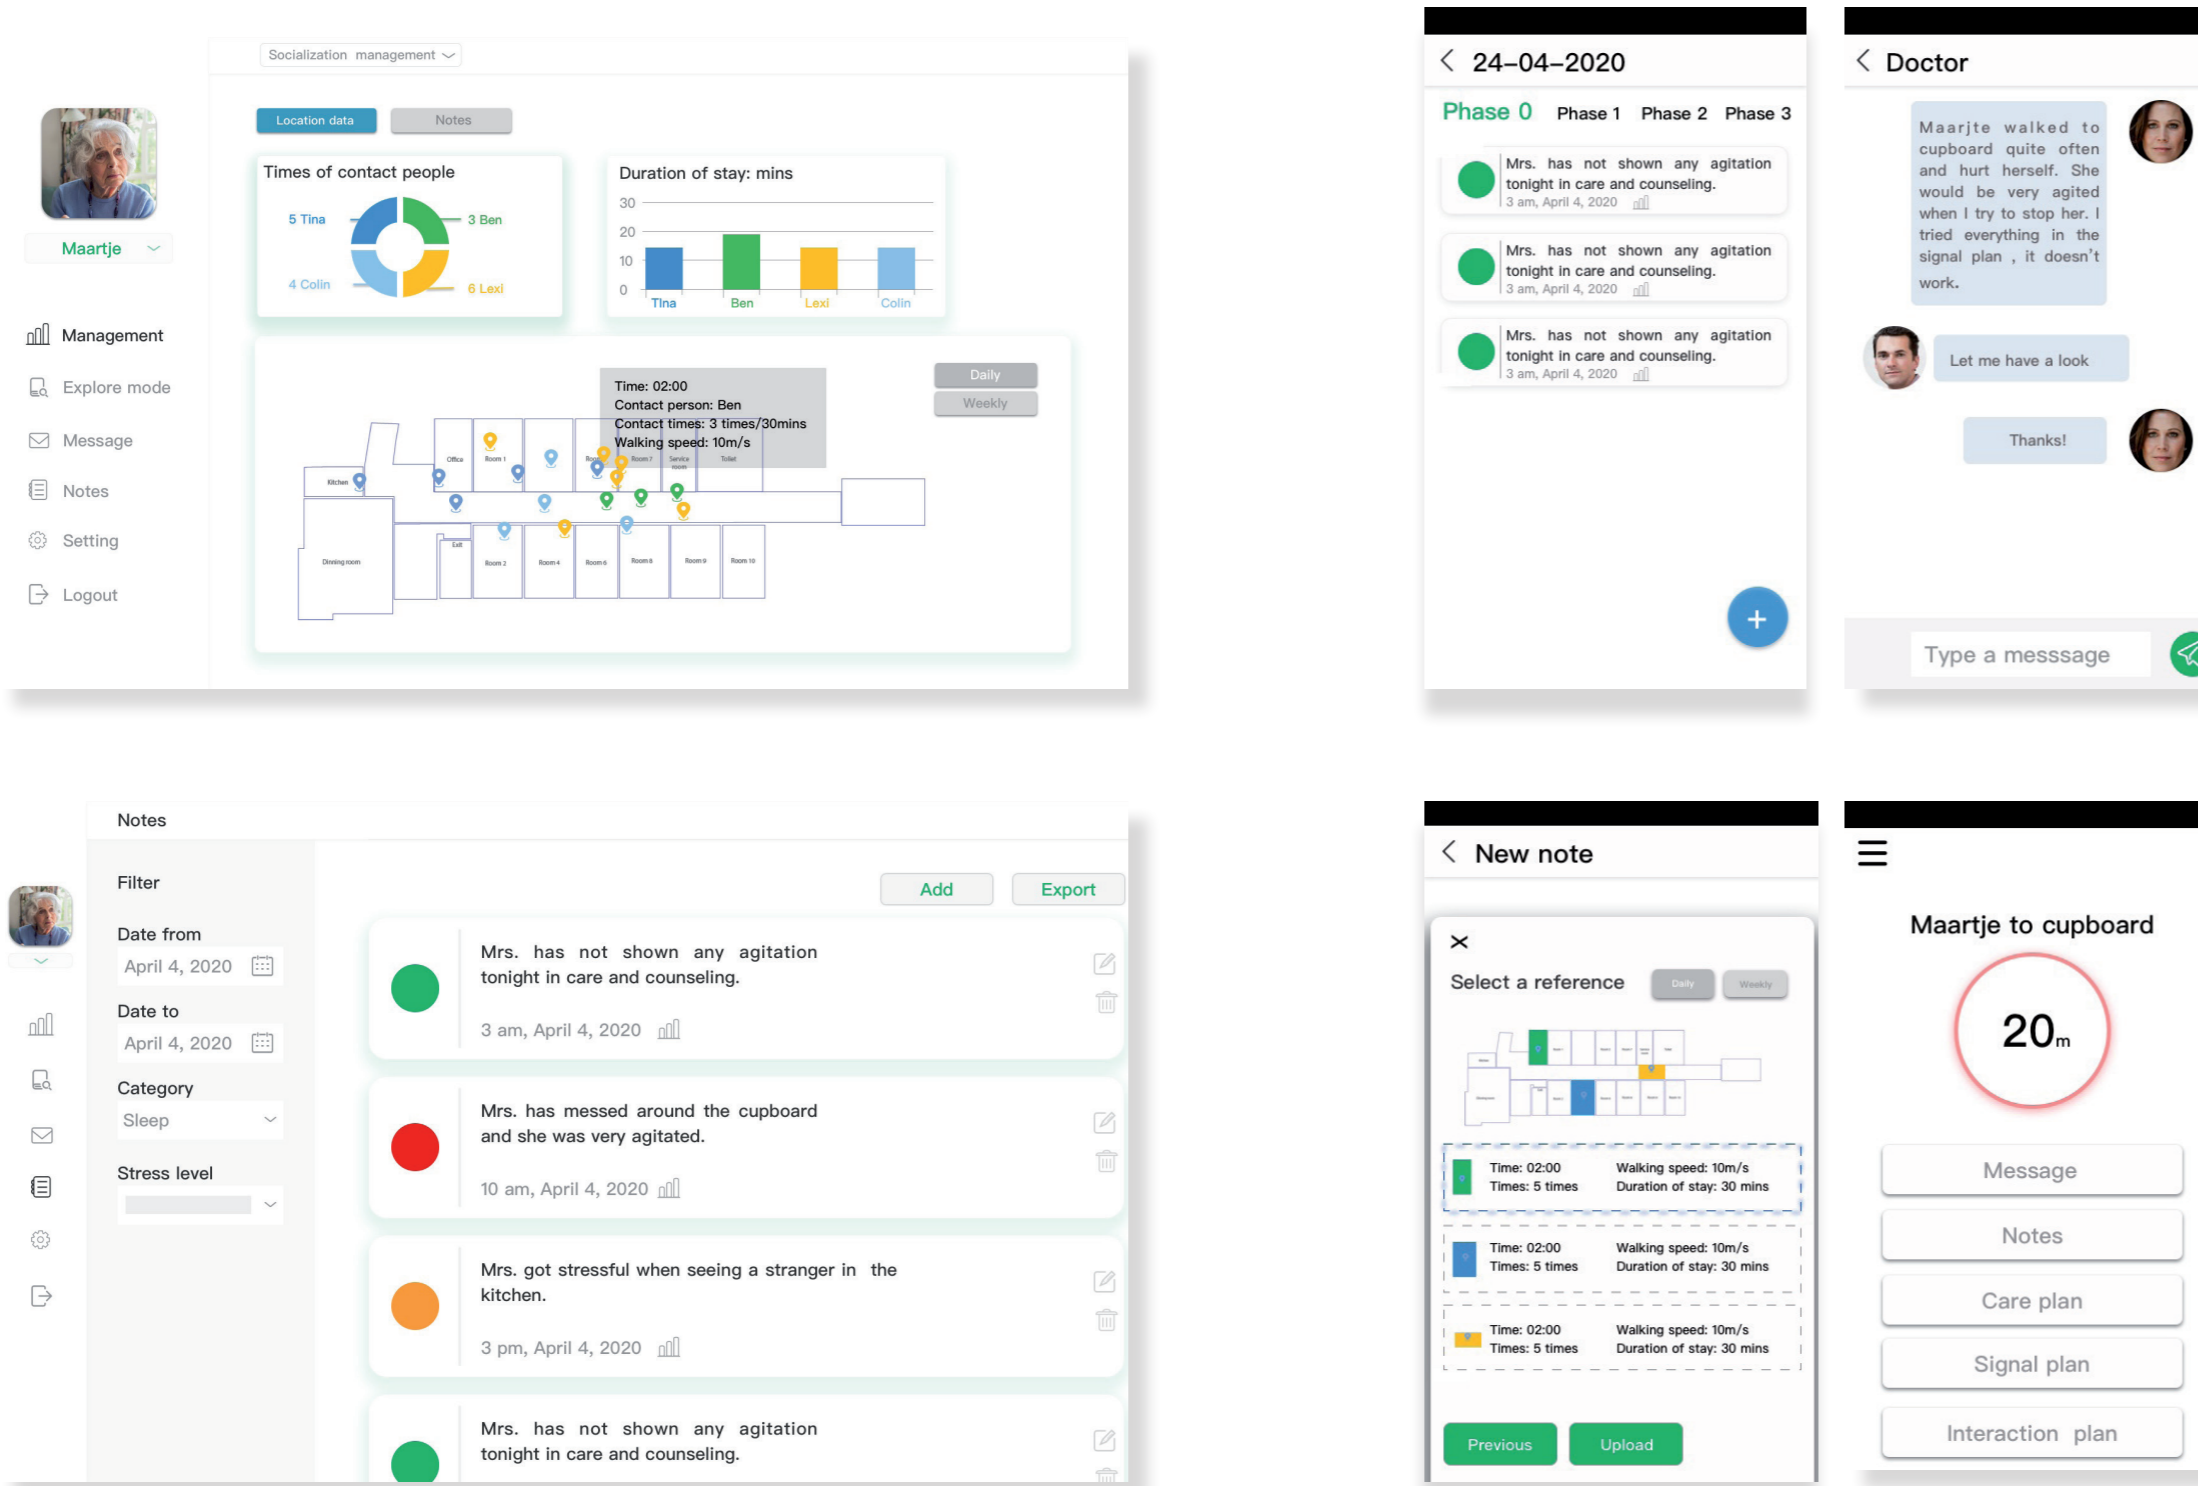 Socialization management
Location data
Notes
Maartje
Management
Explore mode
Message
Notes
Setting
Logout
Times of contact people
5 Tina
3 Ben
4 Colin
6 Lexi
Duration of stay: mins
30
20
10
0
TIna
Ben
Lexi
Colin
Daily
Weekly
Time: 02:00
Contact person: Ben
Contact times: 3 times/30mins
Walking speed: 10m/s
Kitchen
Office
Room 1
Room 7
Service
room
Toilet
Dinning room
Exit
Room 2
Room 4
Room 6
Room 8
Room 9
Room 10
24-04-2020
Phase 0 Phase 1 Phase 2 Phase 3
Mrs. has not shown any agitation
tonight in care and counseling.
3 am, April 4, 2020
Mrs. has not shown any agitation
tonight in care and counseling.
3 am, April 4, 2020
Mrs. has not shown any agitation
tonight in care and counseling.
3 am, April 4, 2020
+
Doctor
Maarjte walked to
cupboard quite often
and hurt herself. She
would be very agited
when I try to stop her. I
tried everything in the
signal plan , it doesn't
work.
Let me have a look
Thanks!
Type a messsage
Notes
Filter
Date from
April 4, 2020
Date to
April 4, 2020
Category
Sleep
Stress level
Add
Export
Mrs. has not shown any agitation
tonight in care and counseling.
3 am, April 4, 2020
Mrs. has messed around the cupboard
and she was very agitated.
10 am, April 4, 2020
Mrs. got stressful when seeing a stranger in the
kitchen.
3 pm, April 4, 2020
Mrs. has not shown any agitation
tonight in care and counseling.
New note
Select a reference
Daily
Weekly
Time: 02:00 Walking speed: 10m/s
Times: 5 times Duration of stay: 30 mins
Time: 02:00 Walking speed: 10m/s
Times: 5 times Duration of stay: 30 mins
Time: 02:00 Walking speed: 10m/s
Times: 5 times Duration of stay: 30 mins
Previous
Upload
Maartje to cupboard
20m
Message
Notes
Care plan
Signal plan
Interaction plan